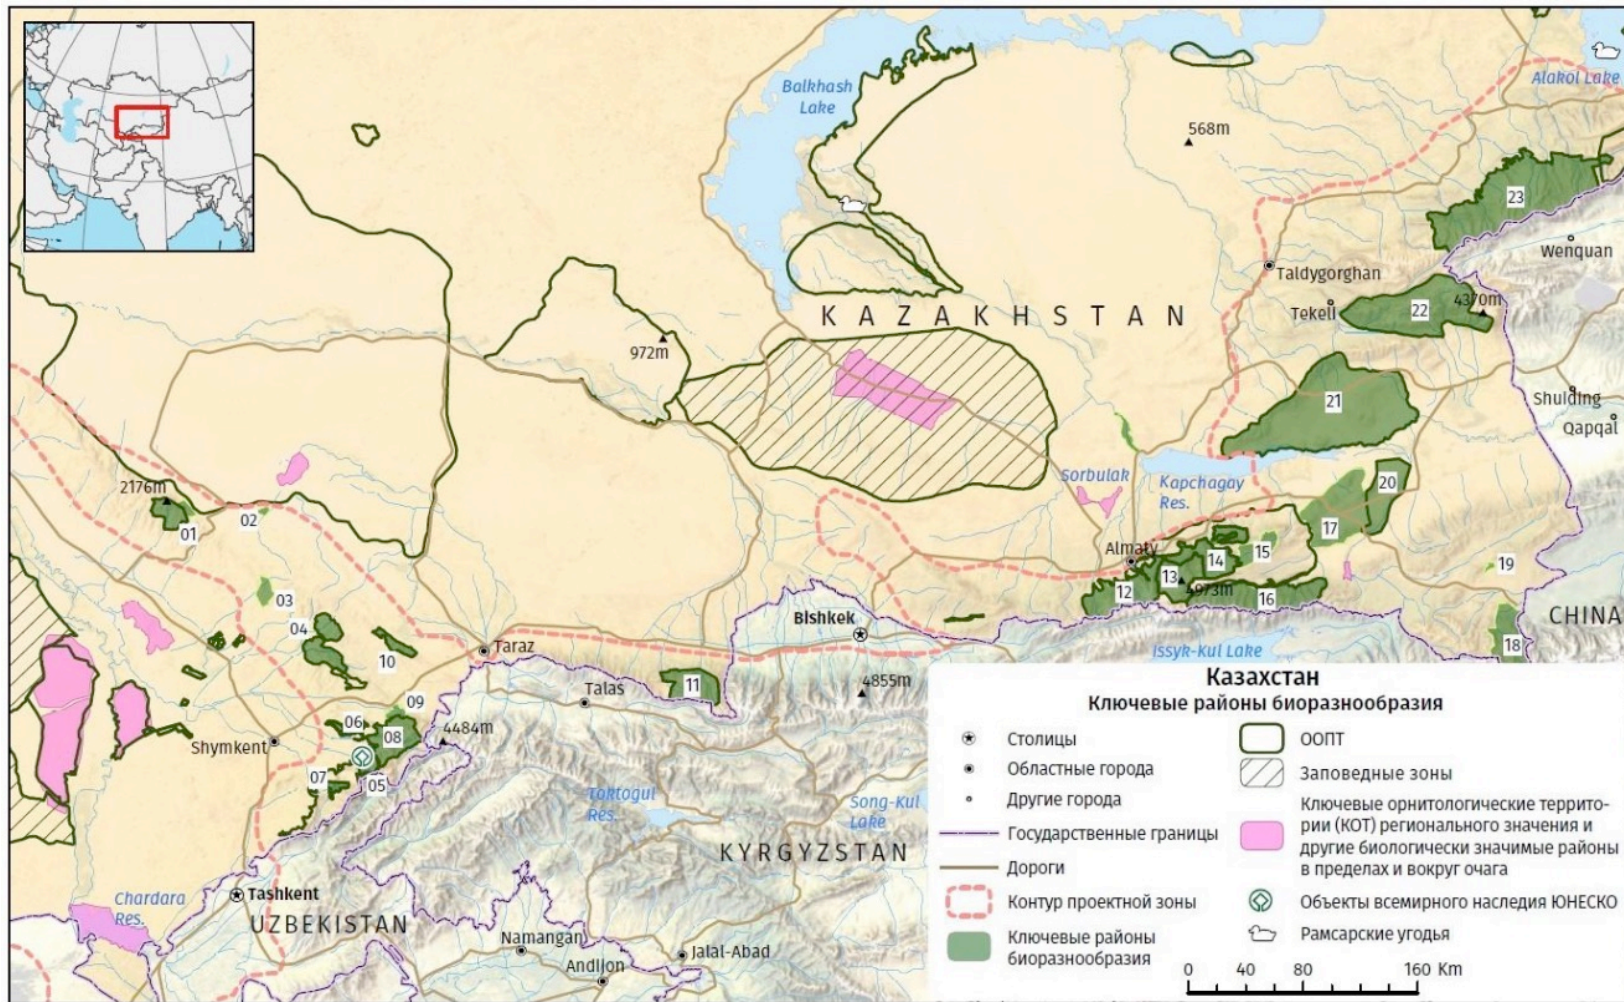 Balkhash
Lake
Alakol Lake
568m
23
Wenquan
Taldygorghan
Tekeli
22
4370m
KAZAKHSTAN
972m
Shulding
Qapqal
21
2176m
01
02
Sorbulak
Kapchagay
Res.
20
17
Almaty
14
15
13
12
4973m
16
19
CHINA
18
03
04
10
Taraz
Bishkek
Issyk-Kul Lake
11
Talas
4855m
09
06
08
4484m
Shymkent
07
05
Toktogul
Res.
Song-Kul
Lake
KYRGYZSTAN
Chardara
Res.
Tashkent
UZBEKISTAN
Namangan
Andijon
Jalal-Abad
Казахстан
Ключевые районы биоразнообразия
Столицы
Областные города
Другие города
Государственные границы
Дороги
Контур проектной зоны
Ключевые районы
биоразнообразия
ООПТ
Заповедные зоны
Ключевые орнитологические террито-
рии (КОТ) регионального значения и
другие биологически значимые районы
в пределах и вокруг очага
Объекты всемирного наследия ЮНЕСКО
Рамсарские угодья
0 40 80 160 Km